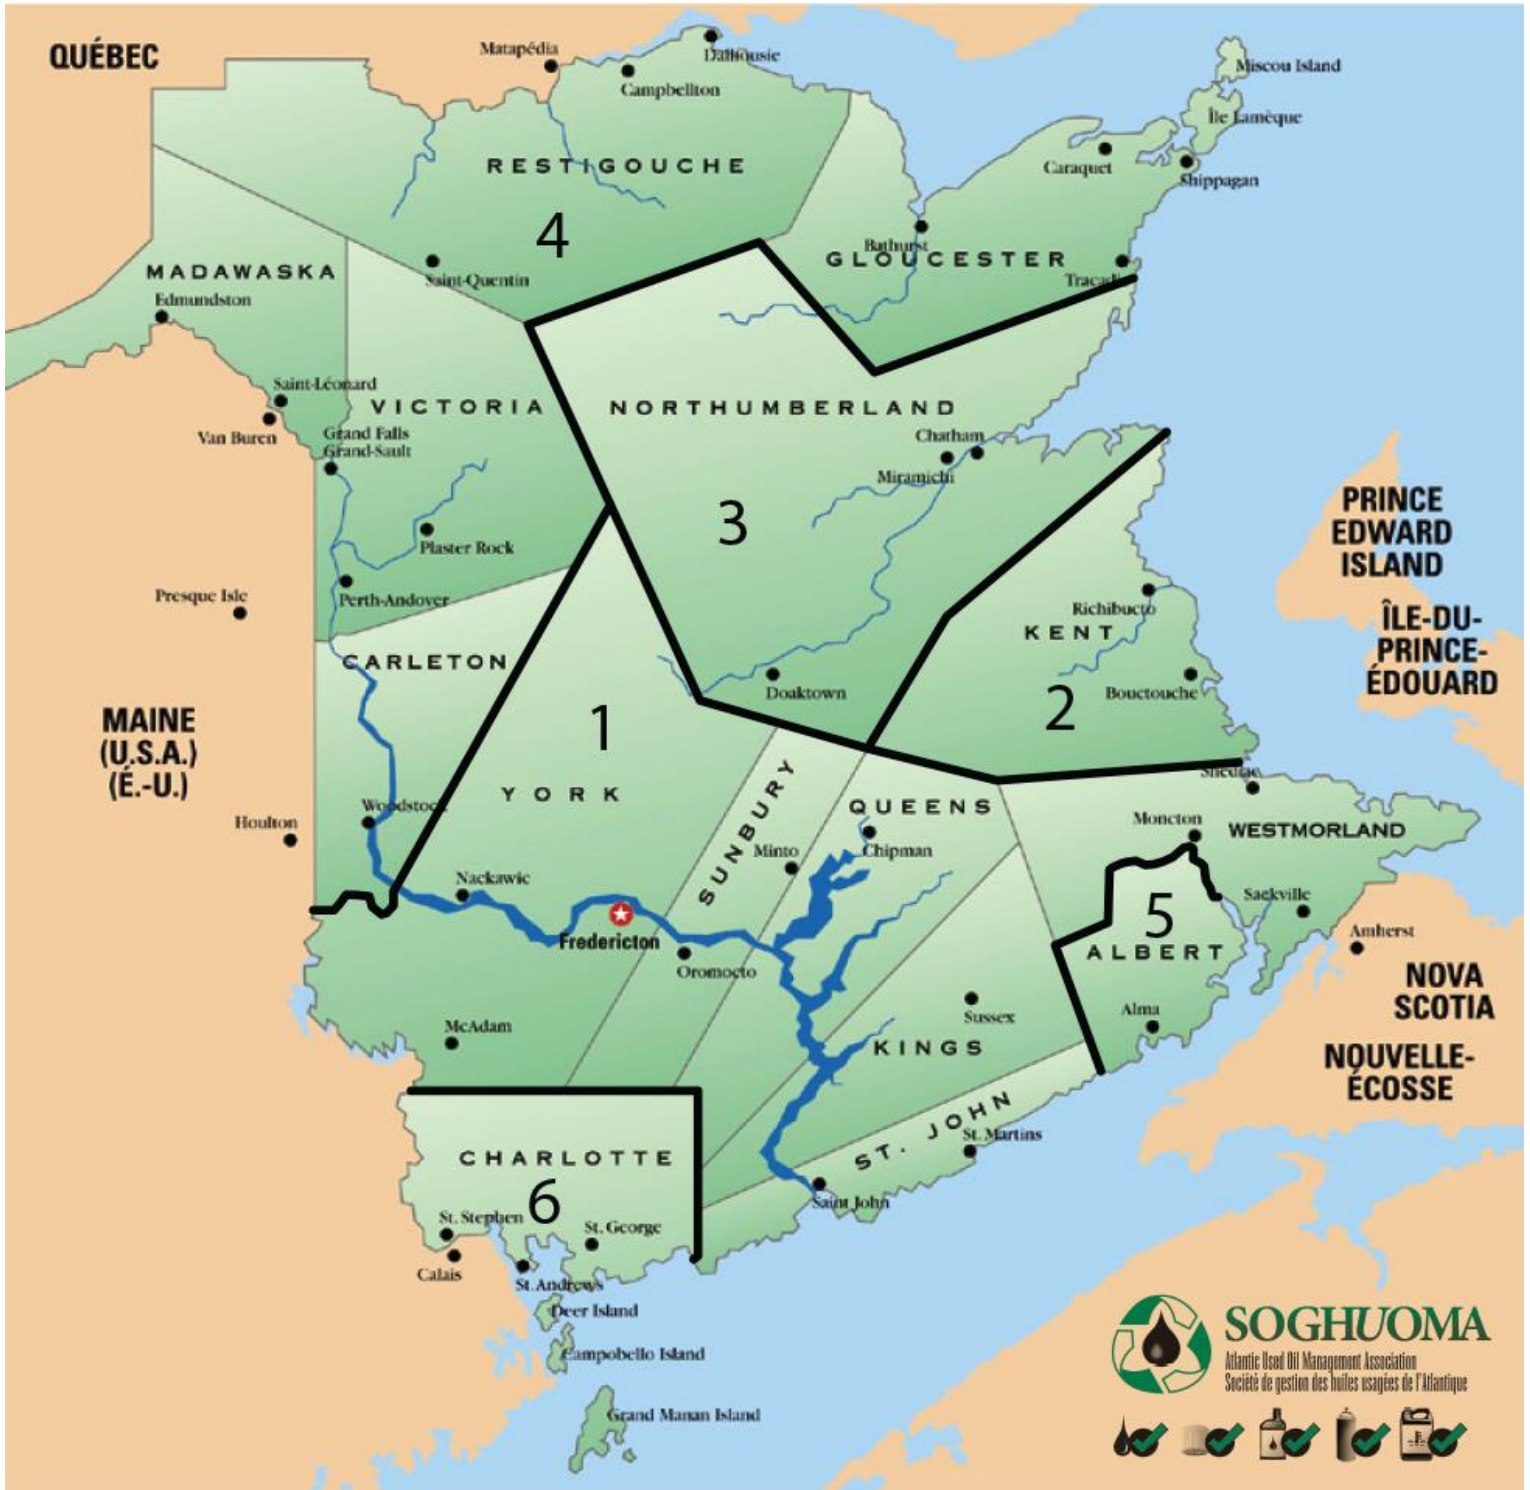 QUÉBEC
Matapédia
Dalhousie
Campbellton
Miscou Island
Île Lamèque
RESTIGOUCHE
Caraquet
Shippagan
4
Bathurst
GLOUCESTER
MADAWASKA
Saint-Quentin
Edmundston
Saint-Léonard
VICTORIA
NORTHUMBERLAND
Van Buren
Grand Falls
Grand-Sault
Chatham
Miramichi
3
PRINCE
EDWARD
ISLAND
Plaster Rock
Presque Isle
Perth-Andover
Richibucto
KENT
ÎLE-DU-
PRINCE-
ÉDOUARD
CARLETON
Doaktown
Bouctouche
2
1
MAINE
(U.S.A.)
(É.-U.)
Shediac
YORK
SUNBURY
QUEENS
Woodstock
Houlton
Moncton
WESTMORLAND
Minto
Chipman
Nackawic
Sackville
5
Fredericton
Amherst
ALBERT
Oromocto
NOVA
SCOTIA
Alma
Sussex
McAdam
KINGS
NOUVELLE-
ÉCOSSE
ST. JOHN
St. Martins
CHARLOTTE
6
Saint John
St. Stephen
St. George
Calais
St. Andrews
Deer Island
Campobello Island
Grand Manan Island
SOGHUOMA
Atlantic Used Oil Management Association
Société de gestion des huiles usagées de l'Atlantique